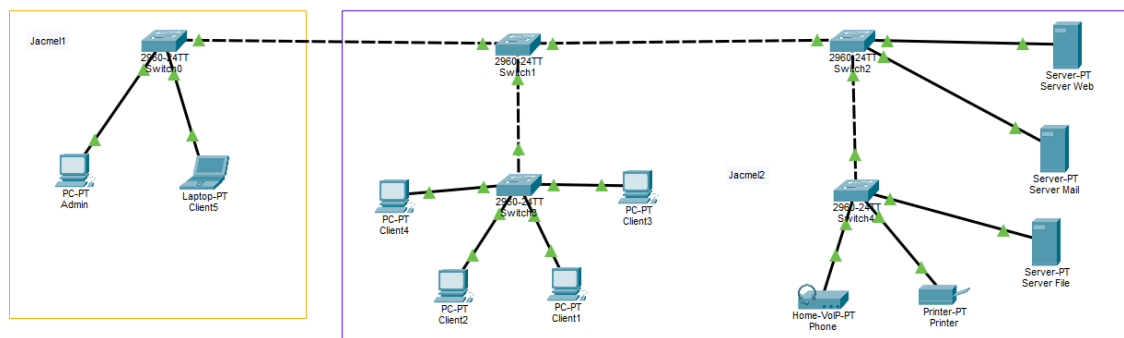 Jacmel1
2960-24TT
Switch0
PC-PT
Admin
Laptop-PT
Client5
2960-24TT
Switch1
2960-24TT
Switch2
Server-PT
Server Web
Server-PT
Server Mail
Jacmel2
PC-PT
Client4
2960-24TT
Switch3
PC-PT
Client3
PC-PT
Client2
PC-PT
Client1
2960-24TT
Switch4
Server-PT
Server File
Home-VoIP-PT
Phone
Printer-PT
Printer